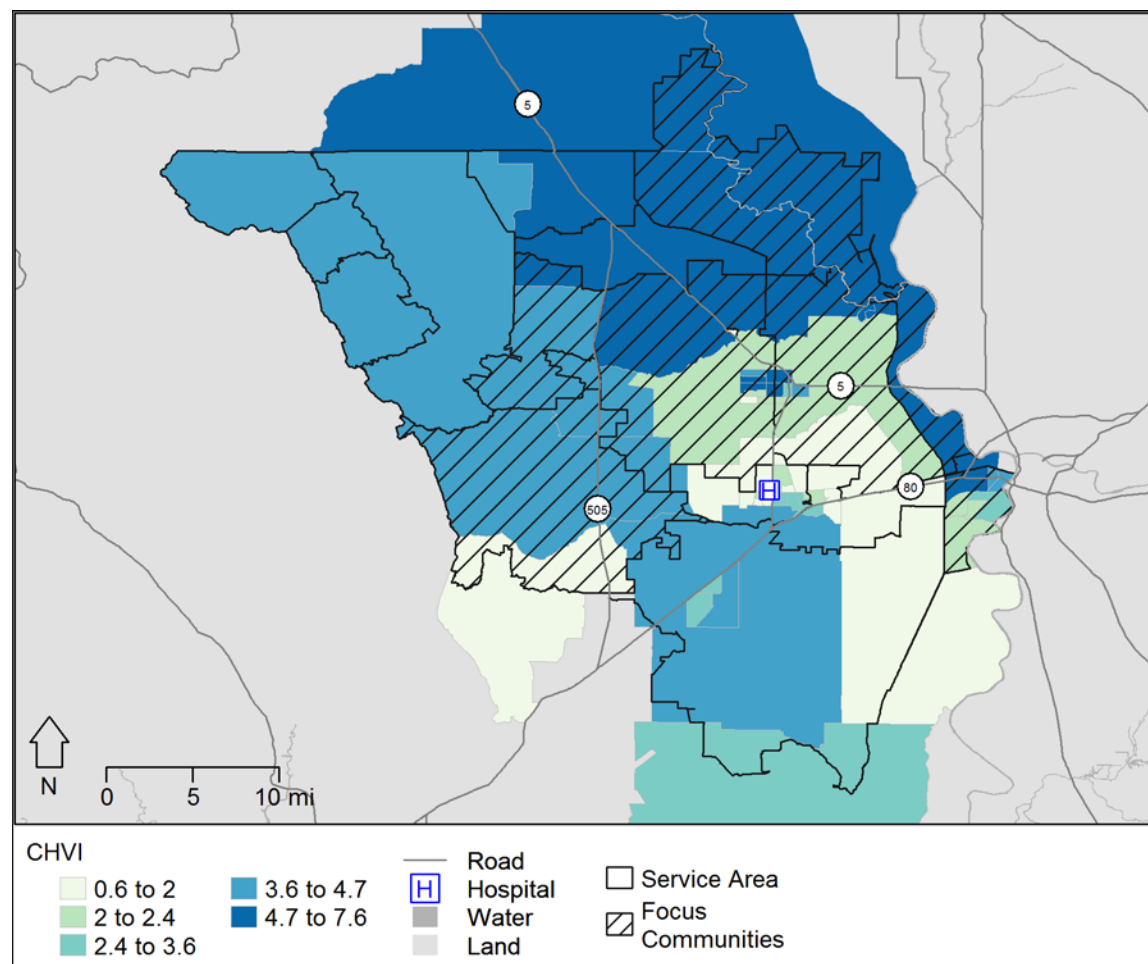 5
5
80
505
N
0 5 10 mi
CHVI
0.6 to 2
2 to 2.4
2.4 to 3.6
3.6 to 4.7
4.7 to 7.6
Road
H Hospital
Water
Land
Service Area
Focus
Communities
H